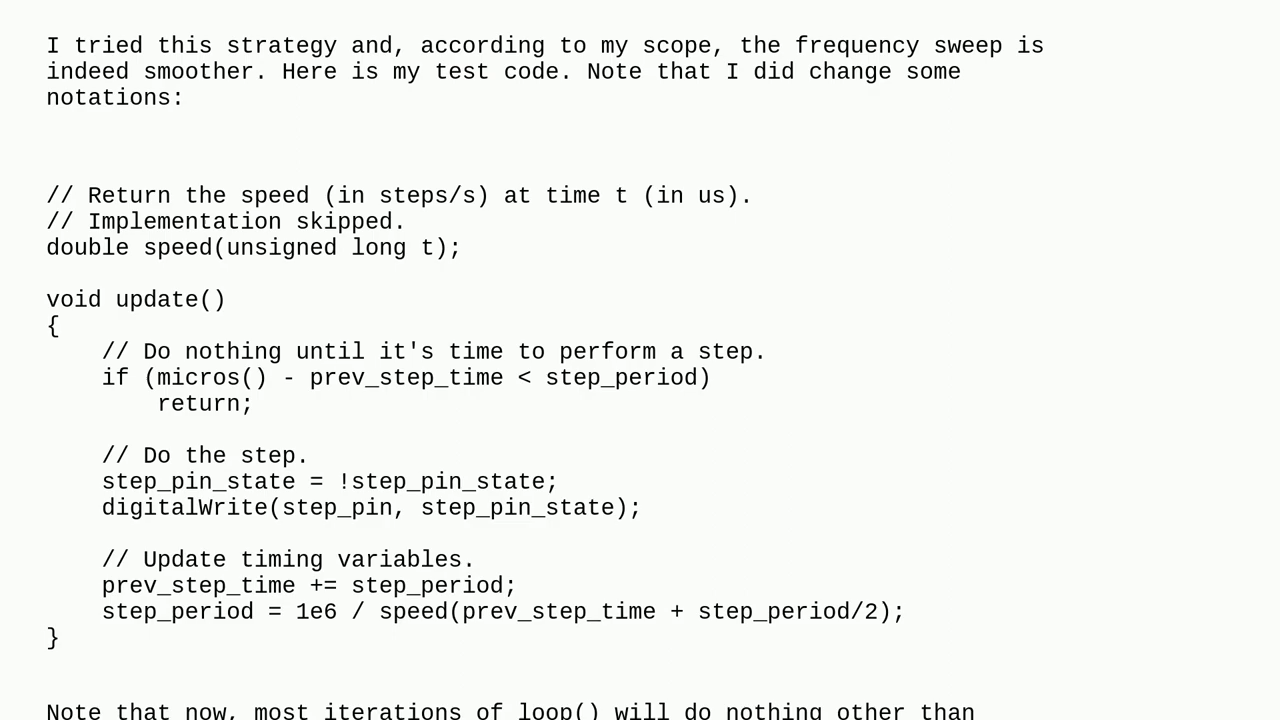 I tried this strategy and, according to my scope, the frequency sweep is
indeed smoother. Here is my test code. Note that I did change some
notations:
// Return the speed (in steps/s) at time t (in us).
// Implementation skipped.
double speed(unsigned long t);
void update()
{
    // Do nothing until it's time to perform a step.
    if (micros() - prev_step_time < step_period)
        return;
    // Do the step.
    step_pin_state = !step_pin_state;
    digitalWrite(step_pin, step_pin_state);
    // Update timing variables.
    prev_step_time += step_period;
    step_period = 1e6 / speed(prev_step_time + step_period/2);
}
Note that now, most iterations of loop() will do nothing other than